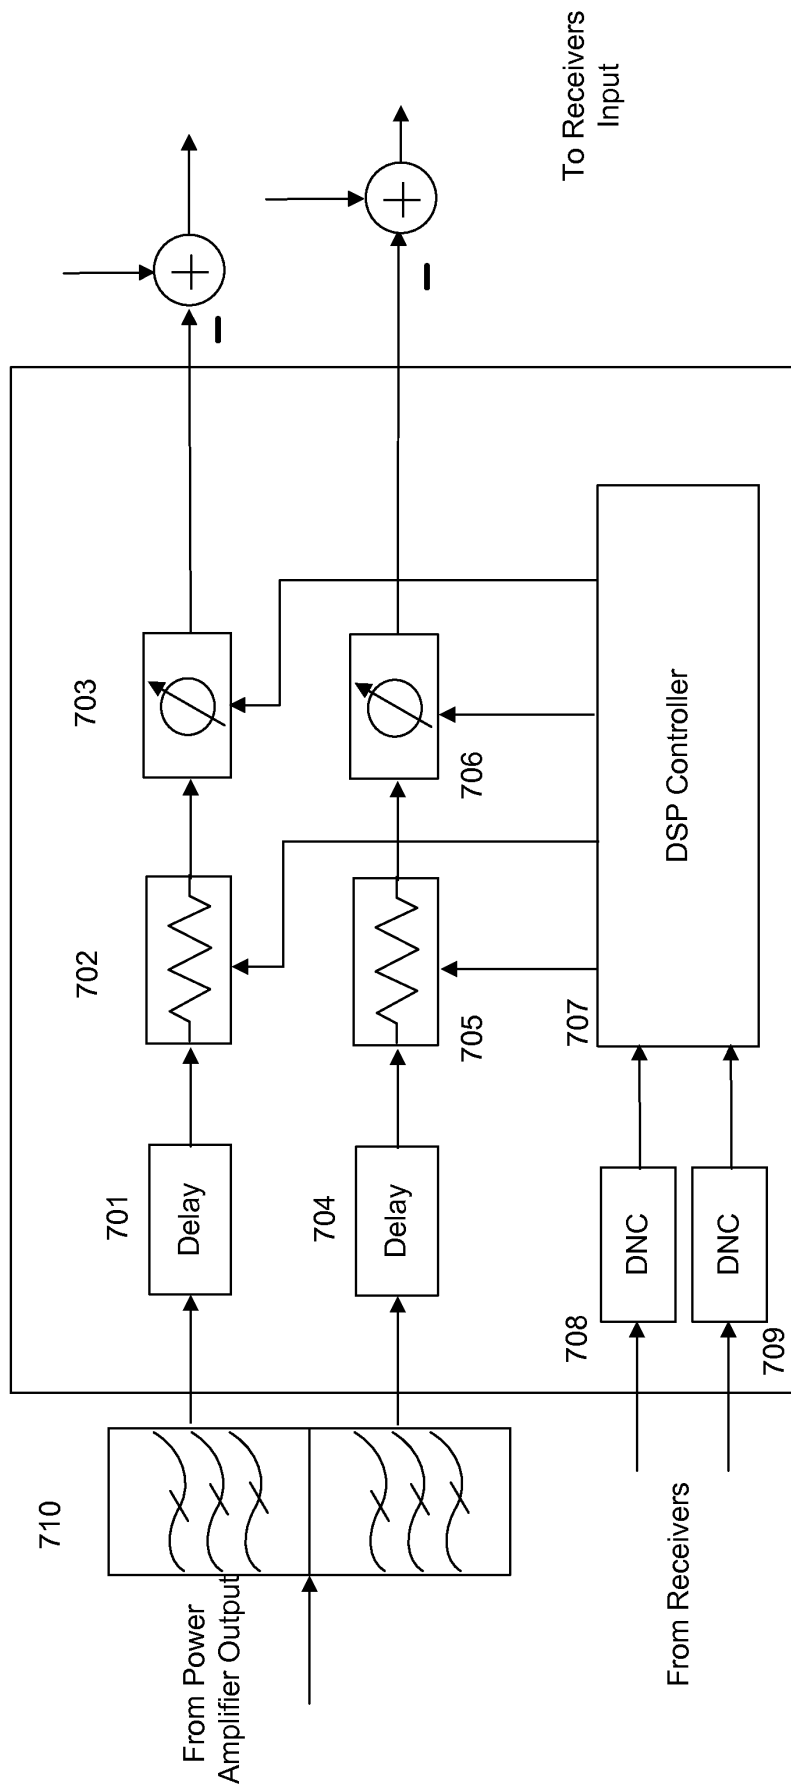 710
From Power
Amplifier Output
701
Delay
702
703
704
Delay
705
706
707
DSP Controller
708
DNC
DNC
709
From Receivers
To Receivers
Input